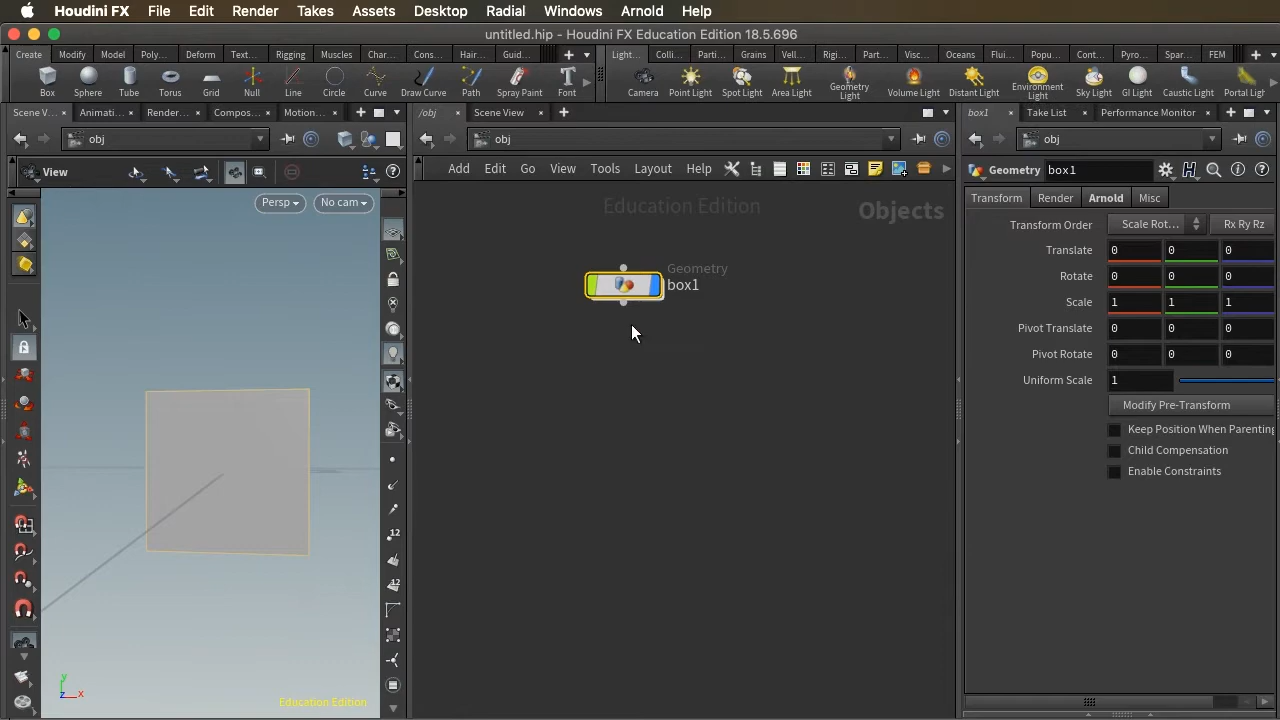 Houdini FX File Edit Render Takes Assets Desktop Radial Windows Arnold Help
untitled.hip - Houdini FX Education Edition 18.5.696
Create Modify Model Poly... Deform Text... Rigging Muscles Char... Cons... Hair... Guid... Light... Colli... Parti... Grains Vell... Rigi... Part... Visc... Oceans Flui... Popu... Cont... Pyro... Spar... FEM
Box Sphere Tube Torus Grid Null Line Circle Curve Draw Curve Path Spray Paint Font Camera Point Light Spot Light Area Light Geometry Light Volume Light Distant Light Environment Light Sky Light GI Light Caustic Light Portal Ligh
Scene V... Animati... Render... Compos... Motion... /obj Scene View box1 Take List Performance Monitor
obj obj obj
View Add Edit Go View Tools Layout Help Geometry box1
Persp No cam
Education Edition Objects
Transform Render Arnold Misc
Transform Order Scale Rot... Rx Ry Rz
Translate 0 0 0
Rotate 0 0 0
Scale 1 1 1
Pivot Translate 0 0 0
Pivot Rotate 0 0 0
Uniform Scale 1
Modify Pre-Transform
Keep Position When Parenting
Child Compensation
Enable Constraints
Geometry
box1
12
12
y
z x
Education Edition